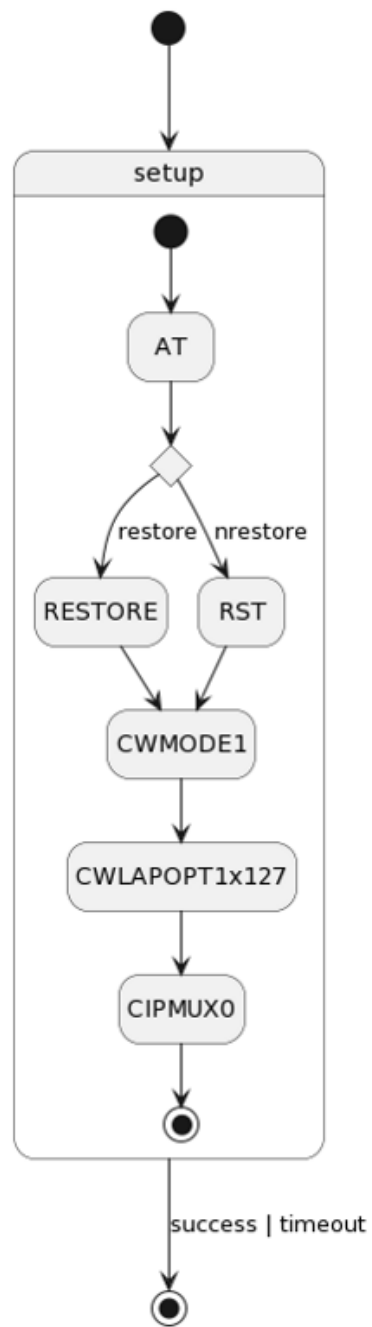 setup
AT
restore
nrestore
RESTORE
RST
CWMODE1
CWLAPOPT1x127
CIPMUX0
success | timeout